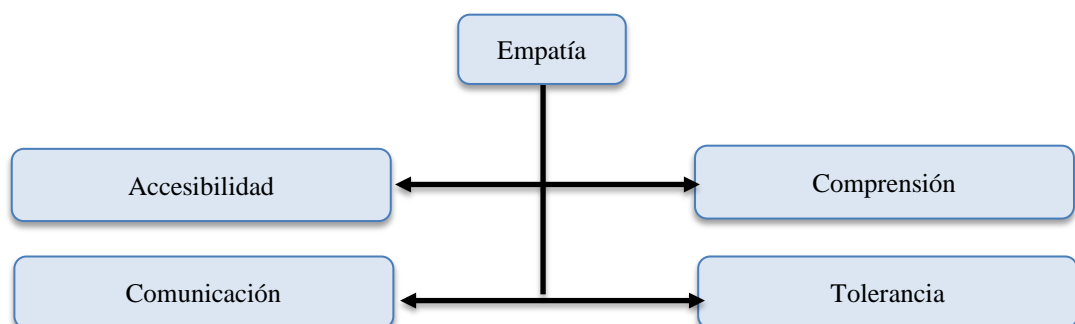 Empatía
Accesibilidad
Comprensión
Comunicación
Tolerancia